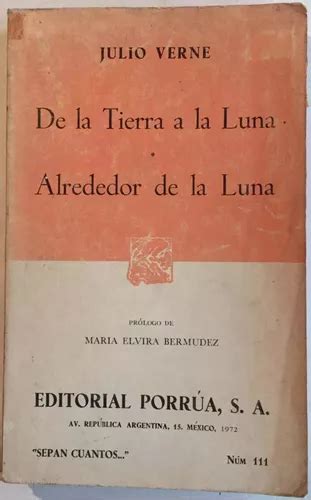 JULIO VERNE
De la Tierra a la Luna
Alrededor de la Luna
PRÓLOGO DE
MARIA ELVIRA BERMUDEZ
EDITORIAL PORRÚA, S. A.
AV. REPÚBLICA ARGENTINA, 15. MÉXICO, 1972
"SEPAN CUANTOS..."
NÚM 111